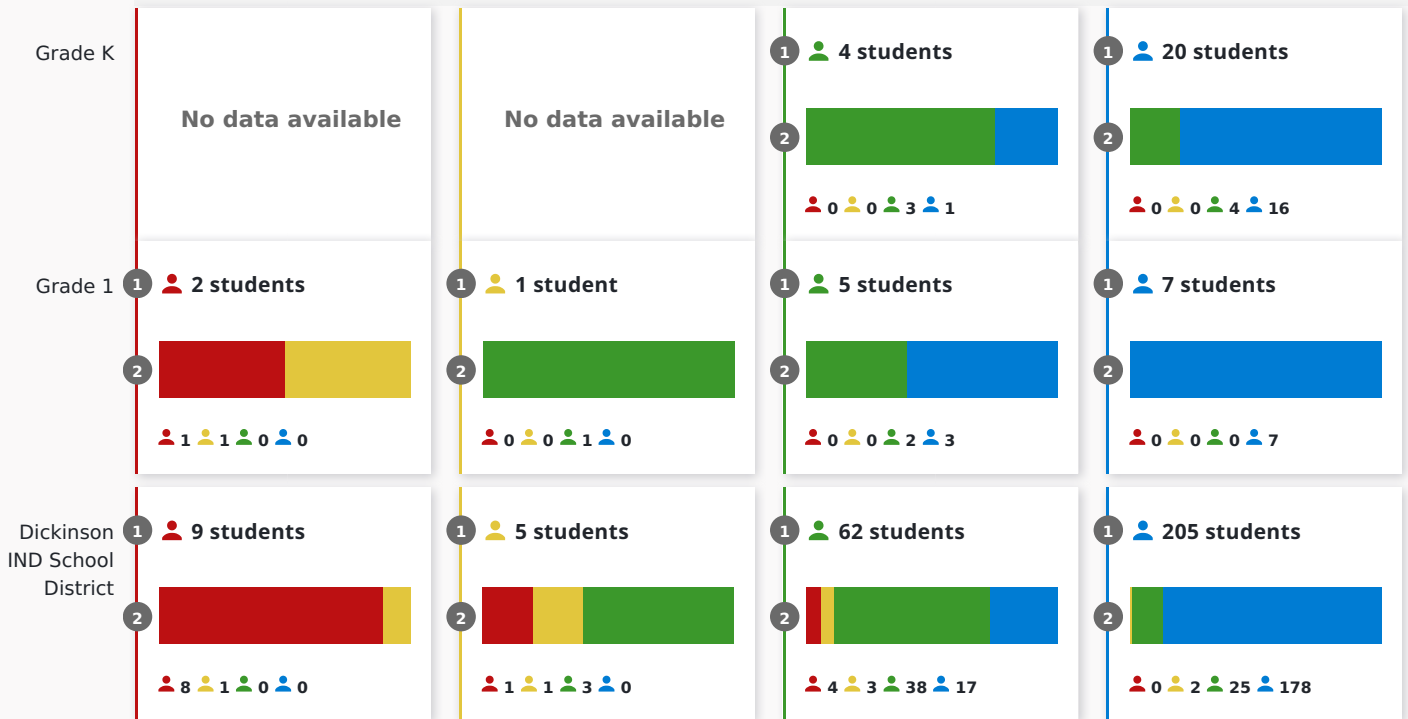 Grade K
No data available
No data available
1 4 students
2
0 0 3 1
1 20 students
2
0 0 4 16
Grade 1
1 2 students
2
1 1 0 0
1 1 student
2
0 0 1 0
1 5 students
2
0 0 2 3
1 7 students
2
0 0 0 7
Dickinson
IND School
District
1 9 students
2
8 1 0 0
1 5 students
2
1 1 3 0
1 62 students
2
4 3 38 17
1 205 students
2
0 2 25 178